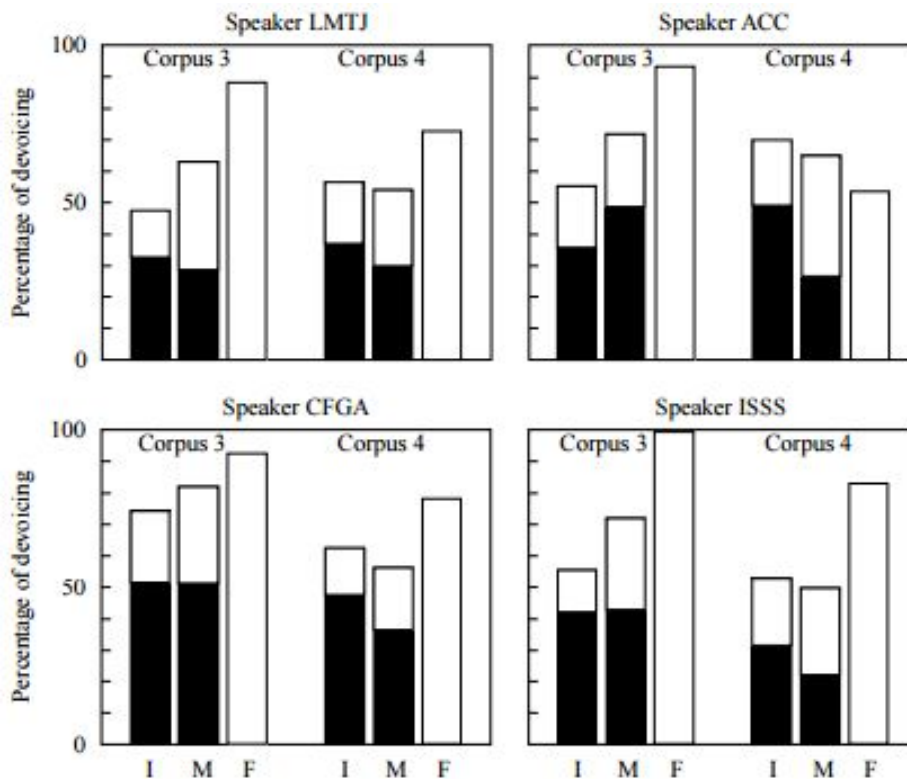 Speaker LMTJ
Speaker ACC
100
Corpus 3
Corpus 4
Corpus 3
Corpus 4
Percentage of devoicing
50
0
Speaker CFGA
Speaker ISSS
100
Corpus 3
Corpus 4
Corpus 3
Corpus 4
Percentage of devoicing
50
0
I M F I M F I M F I M F